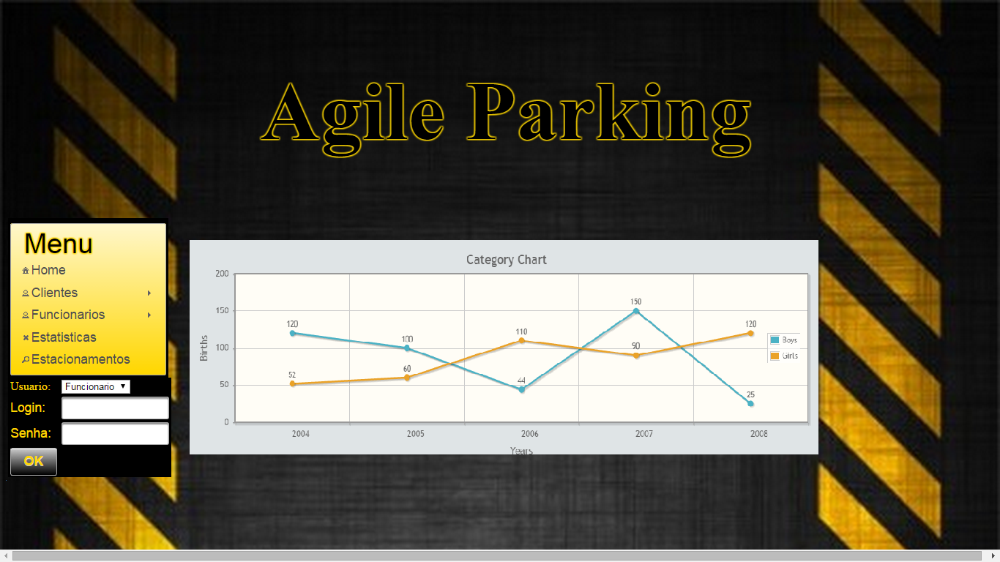 Agile Parking
Menu
Home
Clientes
Funcionarios
Estatisticas
Estacionamentos
Usuario: Funcionario
Login:
Senha:
OK
Category Chart
200
150
100
50
0
Births
120
100
44
150
25
52
60
110
90
120
Boys
Girls
2004 2005 2006 2007 2008
Years